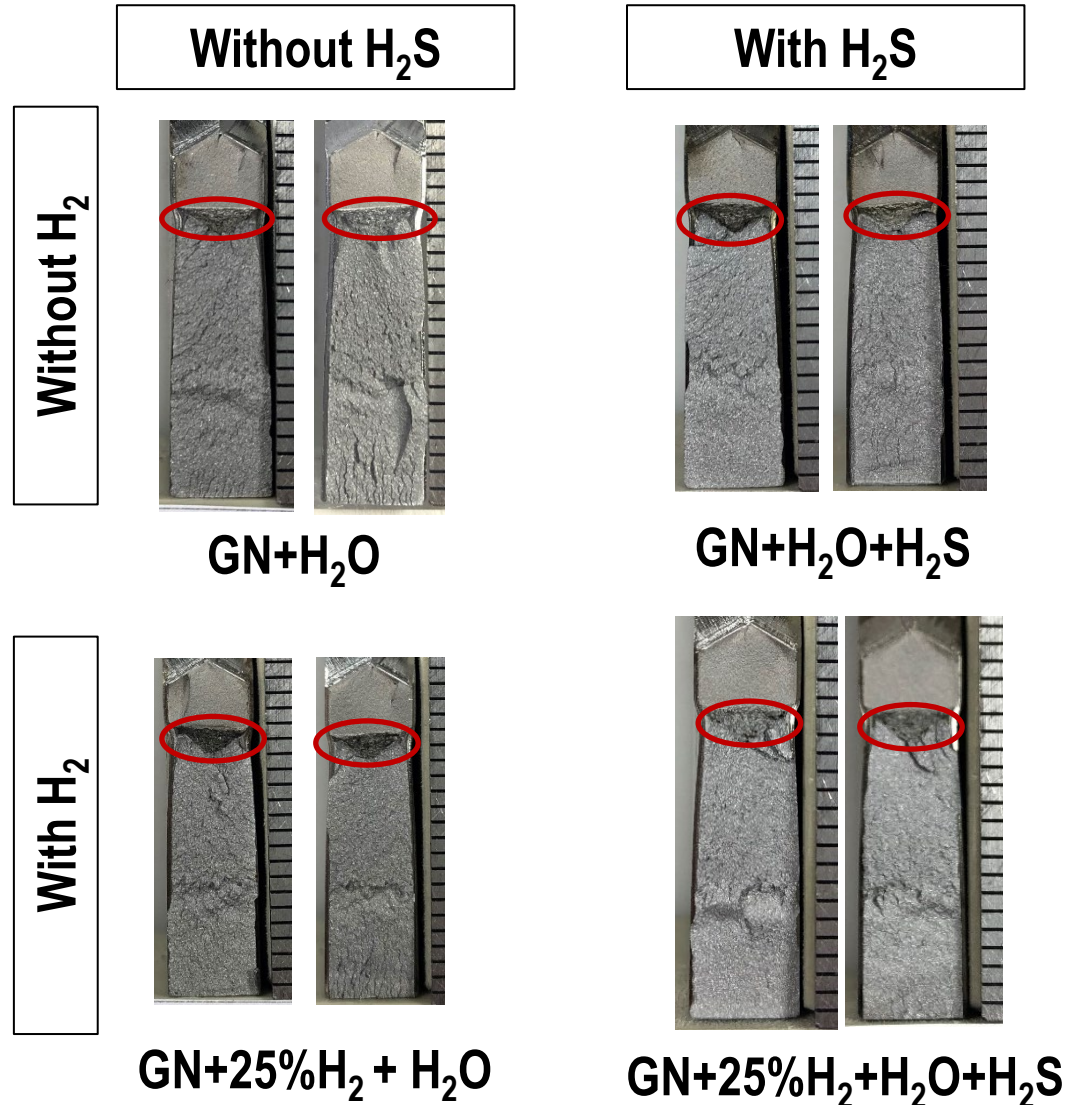 Without H₂S
With H₂S
Without H₂
GN+H₂O
GN+H₂O+H₂S
With H₂
GN+25%H₂ + H₂O
GN+25%H₂+H₂O+H₂S